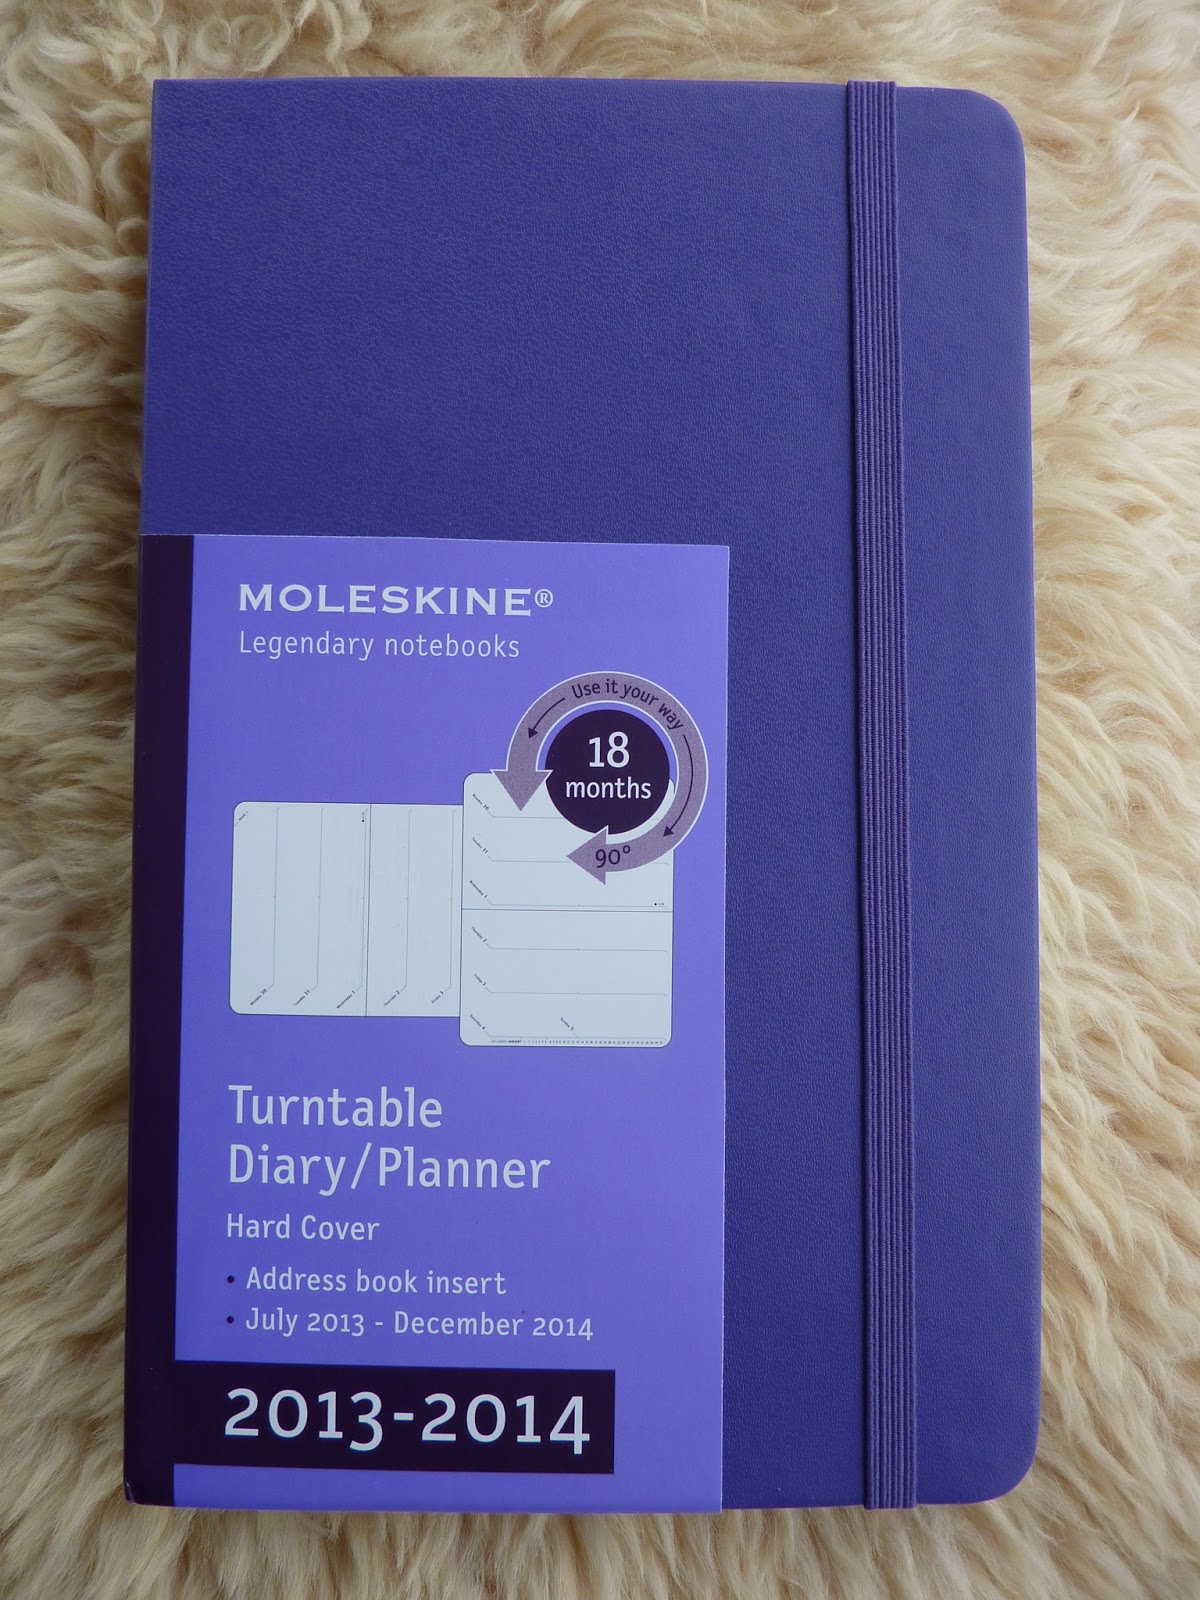 MOLESKINE®
Legendary notebooks
Use it your way
18
months
90°
Turntable
Diary/Planner
Hard Cover
• Address book insert
• July 2013 - December 2014
2013-2014